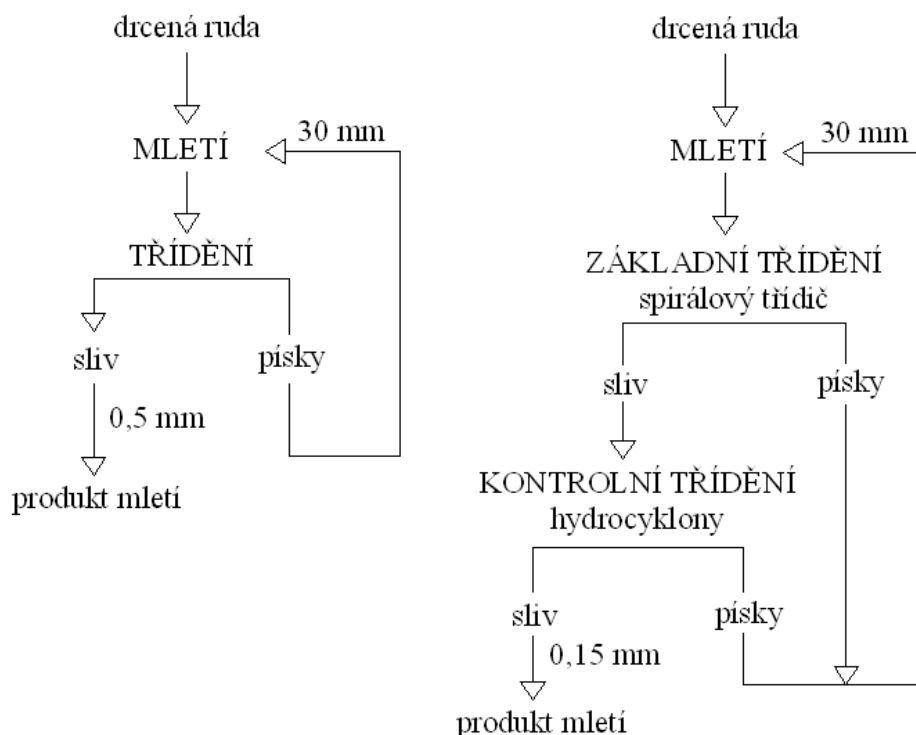 drcená ruda
30 mm
MLETÍ
TŘÍDĚNÍ
sliv
písky
0,5 mm
produkt mletí
drcená ruda
30 mm
MLETÍ
ZÁKLADNÍ TŘÍDĚNÍ
spirálový třídič
sliv
písky
KONTROLNÍ TŘÍDĚNÍ
hydrocyklony
sliv
písky
0,15 mm
produkt mletí